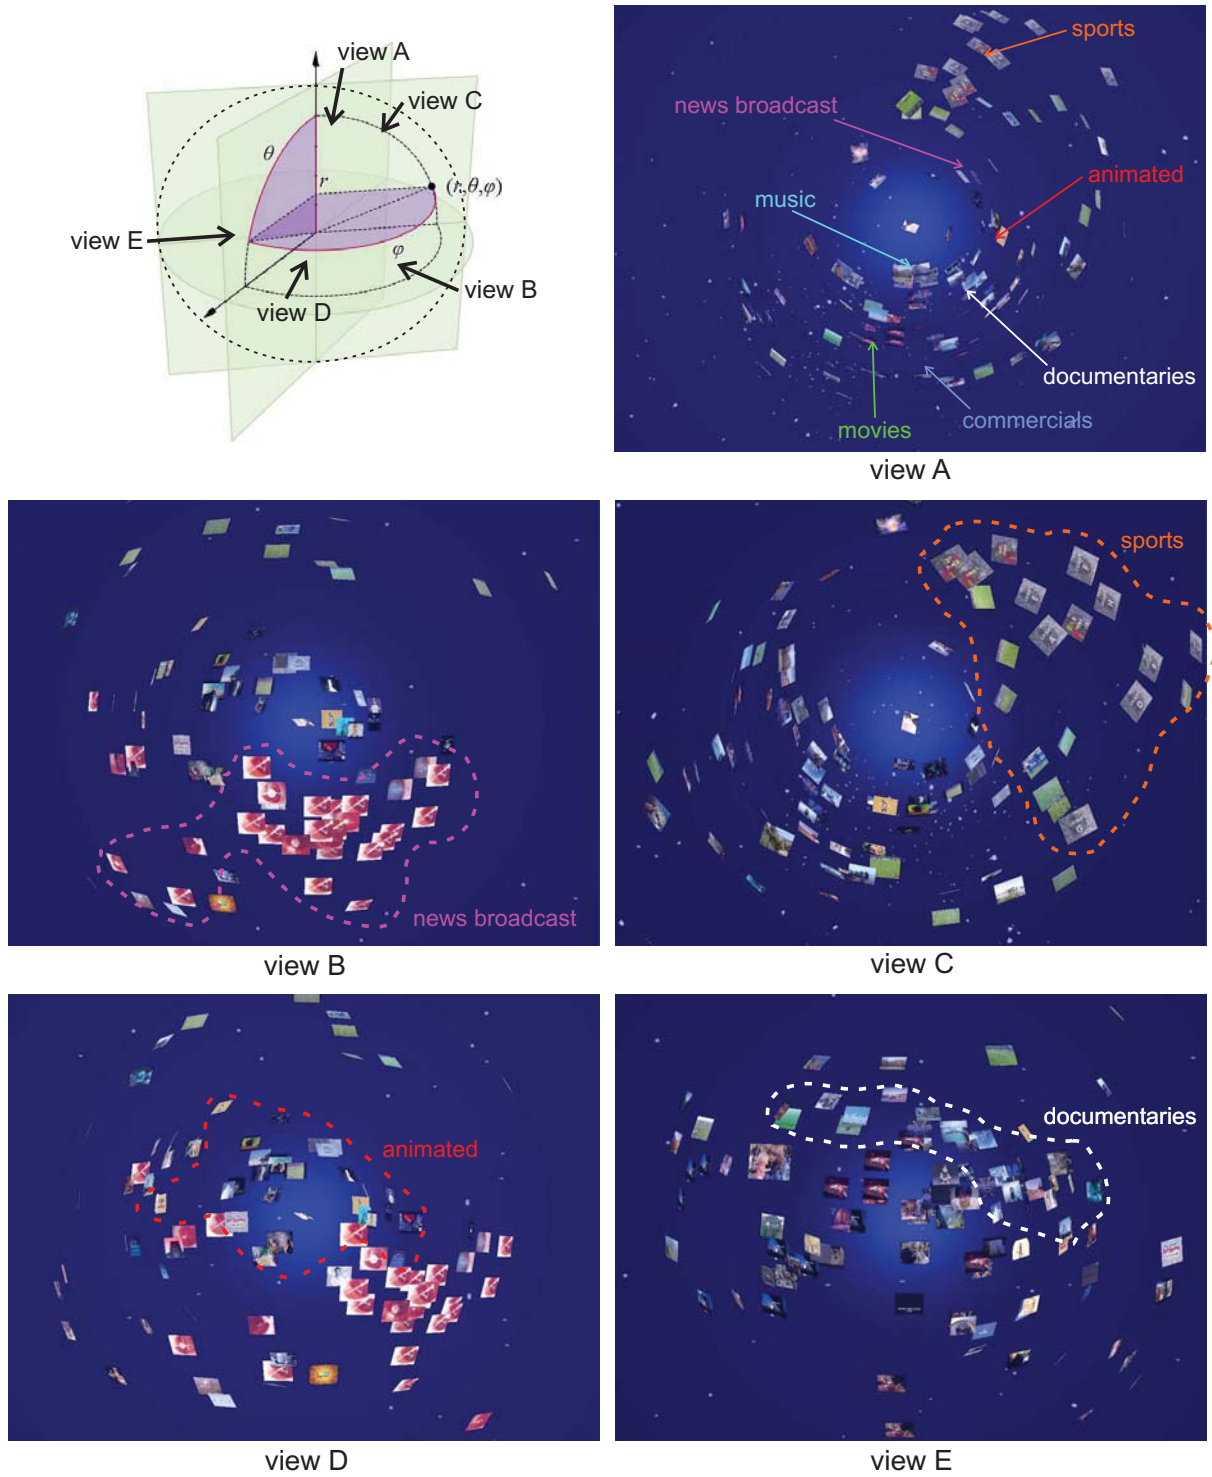 view A
view C
θ
r
(r,θ,φ)
view E
φ
view B
view D
sports
news broadcast
animated
music
documentaries
commercials
movies
view A
news broadcast
view B
sports
view C
animated
view D
documentaries
view E